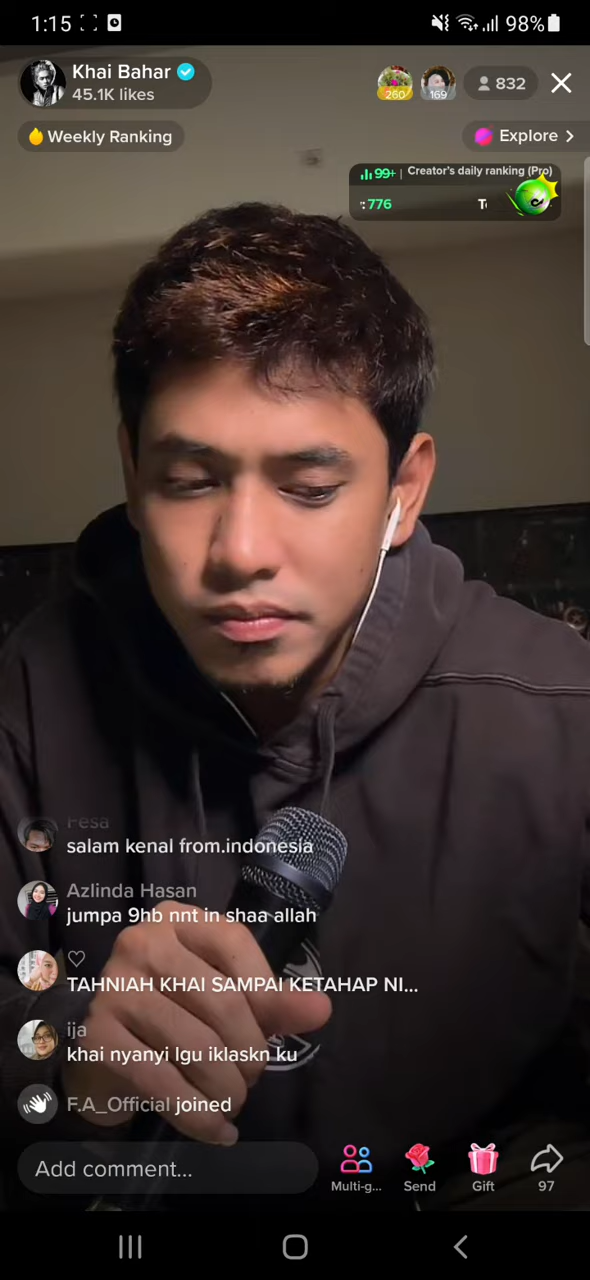 1:15
98%
Khai Bahar
45.1K likes
260
169
832
Weekly Ranking
Explore
99+ | Creator's daily ranking (Pro)
: 776
Fesa
salam kenal from.indonesia
Azlinda Hasan
jumpa 9hb nnt in shaa allah
♡
TAHNIAH KHAI SAMPAI KETAHAP NI...
ija
khai nyanyi lgu iklaskn ku
F.A_Official joined
Add comment...
Multi-g...
Send
Gift
97